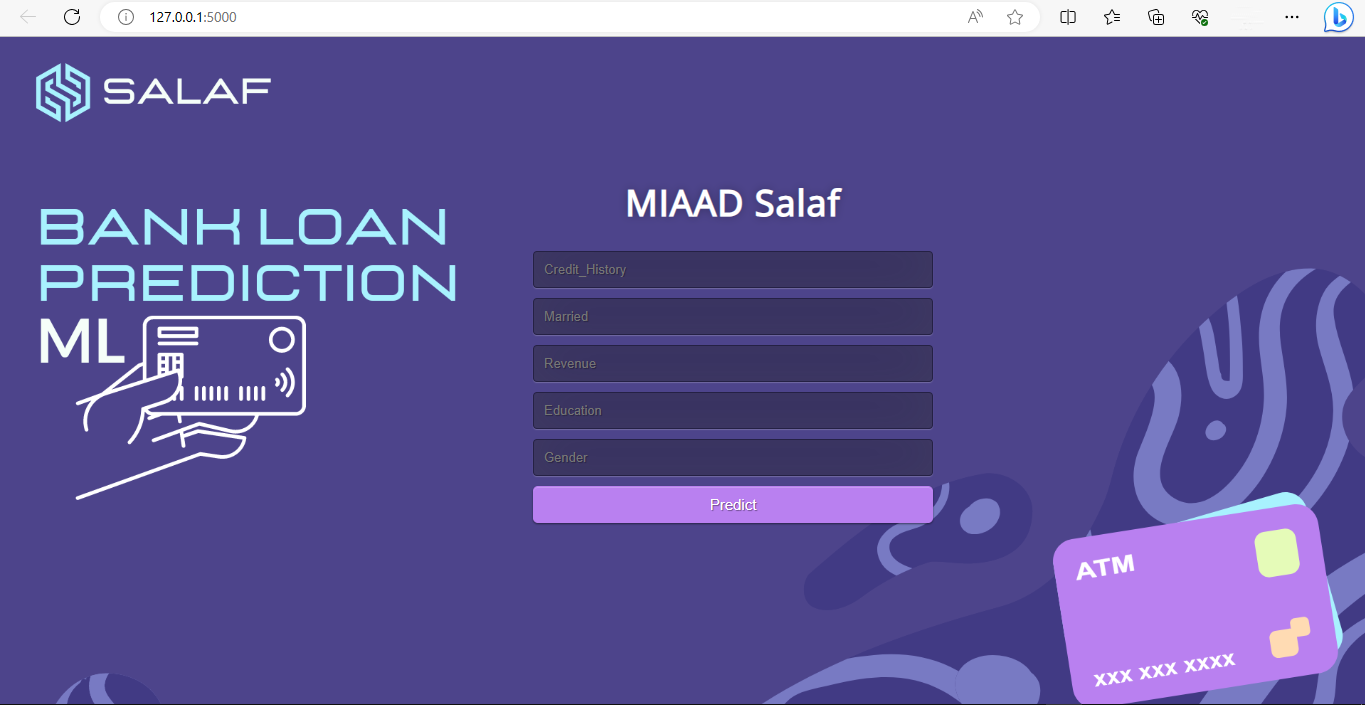 127.0.0.1:5000
SALAF
BANK LOAN
PREDICTION
ML
MIAAD Salaf
Credit_History
Married
Revenue
Education
Gender
Predict
ATM
XXX XXX XXXX